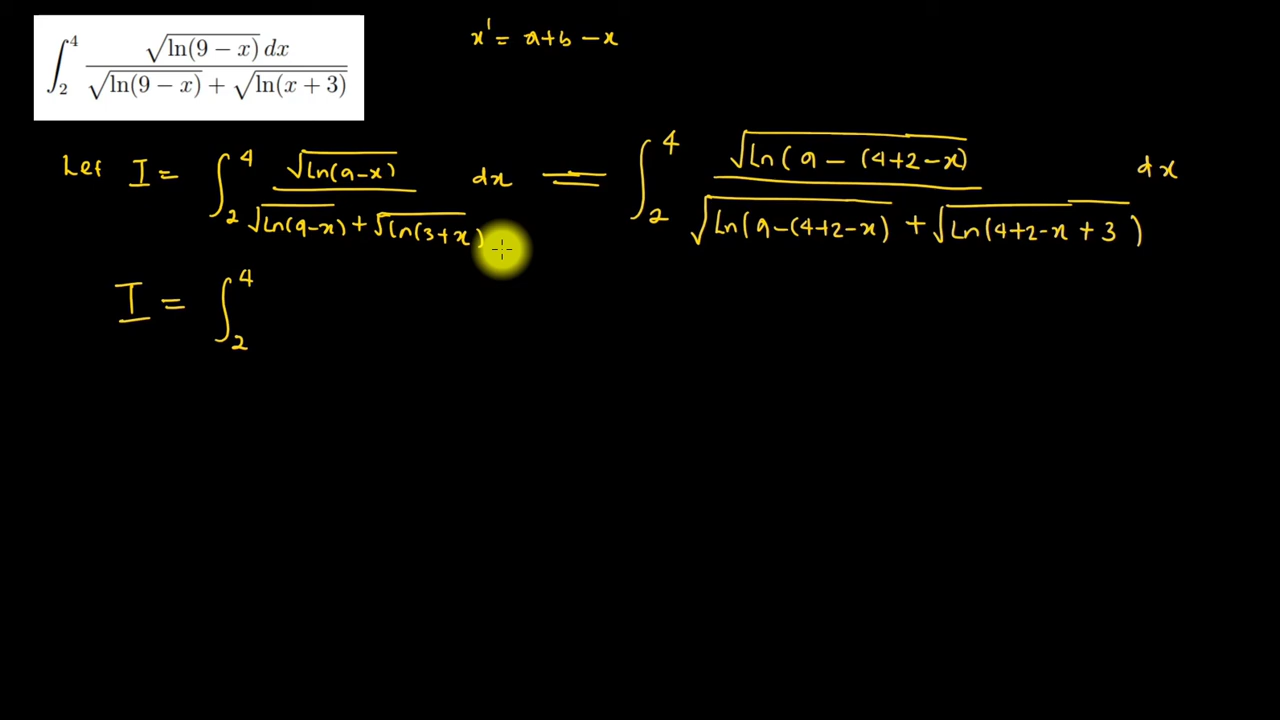 ∫₂⁴ √ln(9 − x) dx / (√ln(9 − x) + √ln(x + 3))
x' = a+b −x
Let I = ∫₂⁴ √ln(9−x) / (√ln(9−x) + √ln(3+x)) dx = ∫₂⁴ √ln(9 − (4+2−x) / (√ln(9−(4+2−x) + √ln(4+2−x + 3)) dx
I = ∫₂⁴